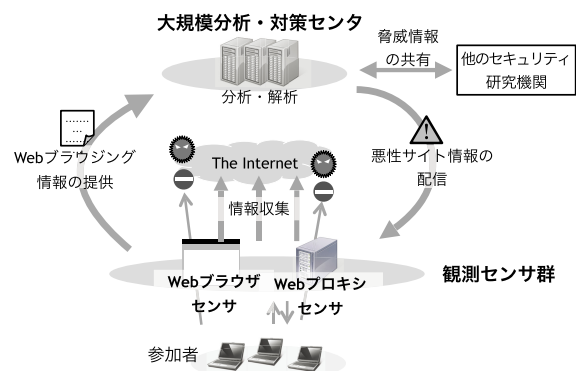 大規模分析・対策センタ
脅威情報
の共有
他のセキュリティ
研究機関
分析・解析
Webブラウジング
情報の提供
The Internet
悪性サイト情報の
配信
情報収集
観測センサ群
Webブラウザ
センサ
Webプロキシ
センサ
参加者